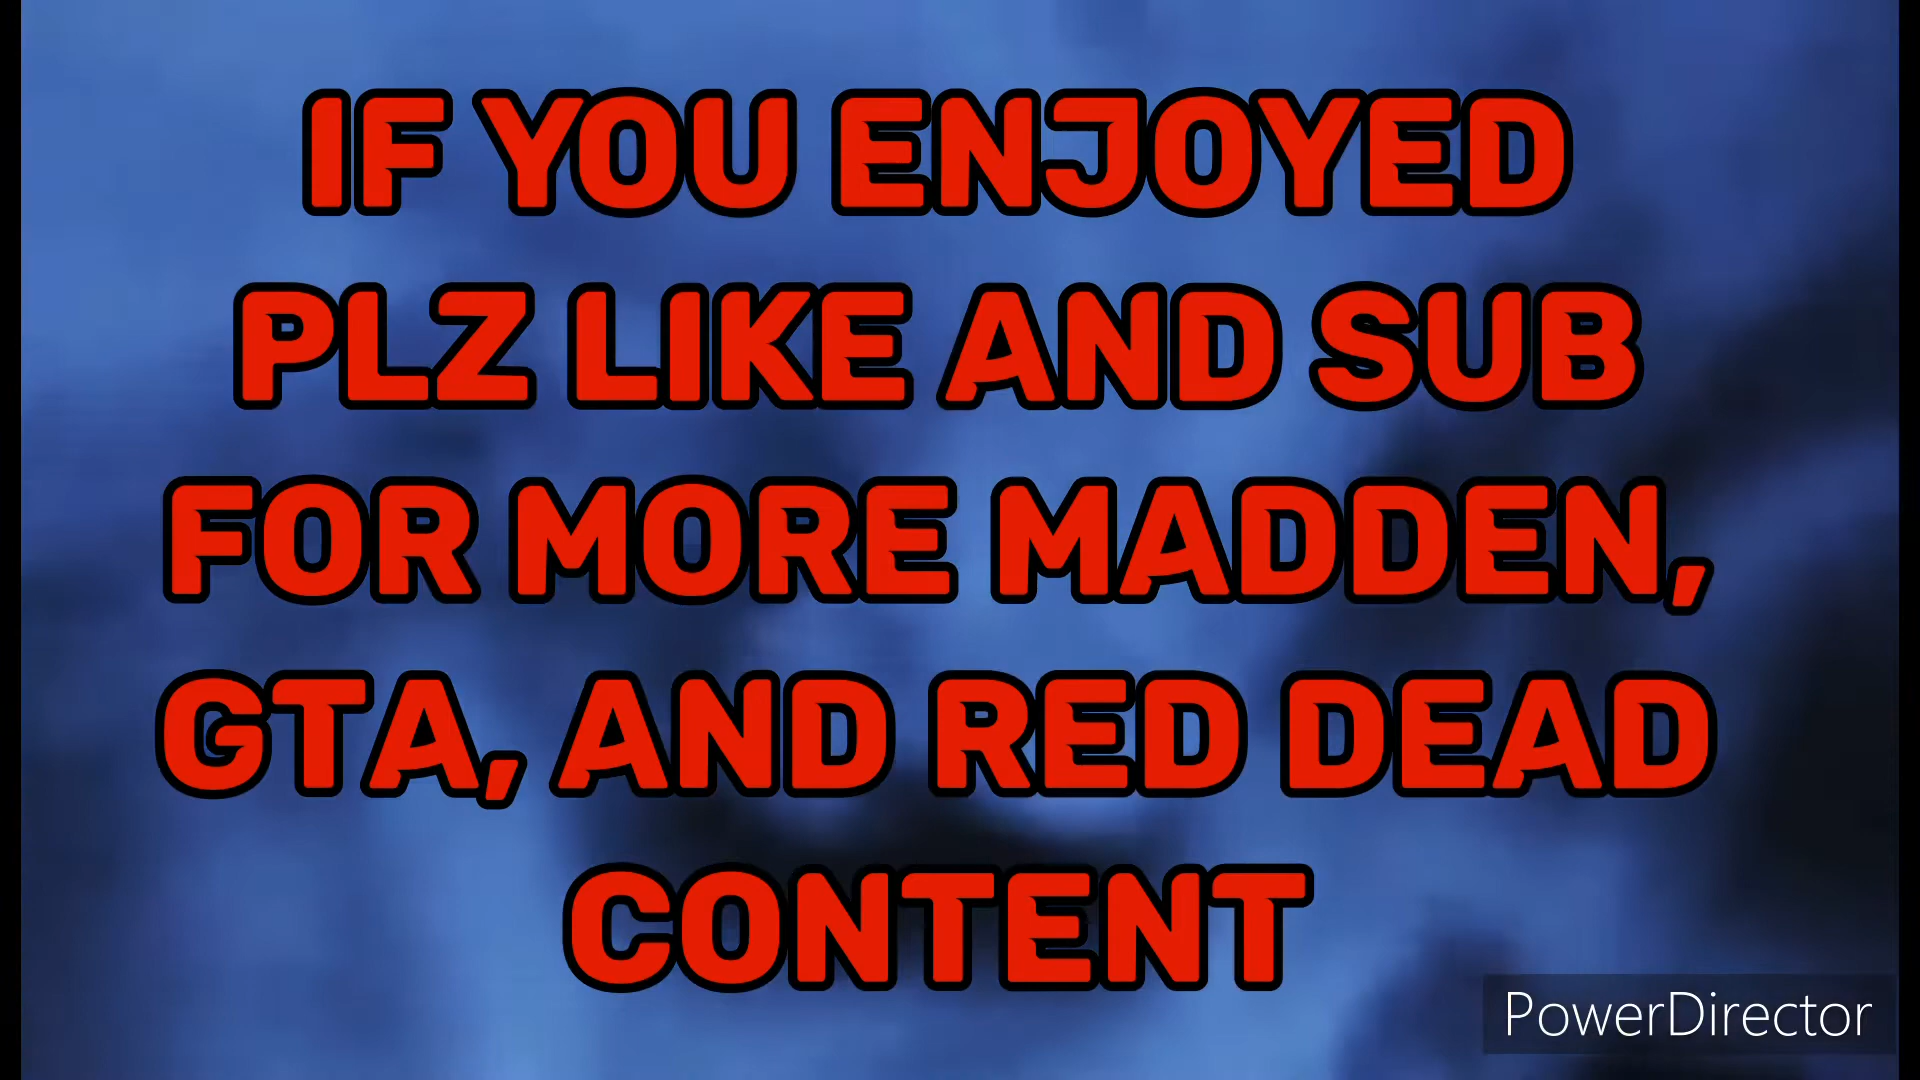 IF YOU ENJOYED
PLZ LIKE AND SUB
FOR MORE MADDEN,
GTA, AND RED DEAD
CONTENT
PowerDirector